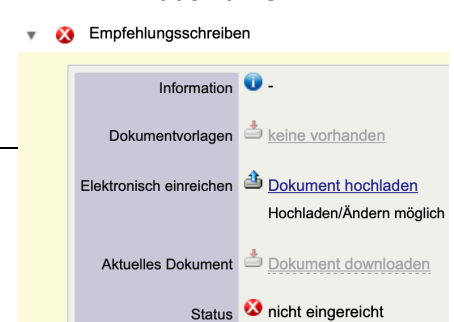 Empfehlungsschreiben
Information -
Dokumentvorlagen keine vorhanden
Elektronisch einreichen Dokument hochladen
Hochladen/Ändern möglich
Aktuelles Dokument Dokument downloaden
Status nicht eingereicht